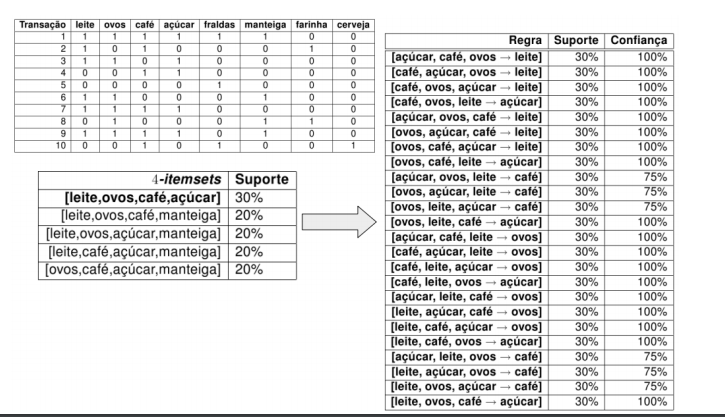 Transação leite ovos café açúcar fraldas manteiga farinha cerveja
1 1 1 1 1 1 1 0 0
2 1 0 1 0 0 0 1 0
3 1 1 0 1 0 0 0 0
4 0 0 1 1 0 0 0 0
5 0 0 0 0 1 0 0 0
6 1 1 0 0 0 1 0 0
7 1 1 1 1 0 0 0 0
8 0 1 0 0 0 1 1 0
9 1 1 1 1 0 1 0 0
10 0 0 1 0 1 0 0 1
4-itemsets Suporte
[leite,ovos,café,açúcar] 30%
[leite,ovos,café,manteiga] 20%
[leite,ovos,açúcar,manteiga] 20%
[leite,café,açúcar,manteiga] 20%
[ovos,café,açúcar,manteiga] 20%
Regra Suporte Confiança
[açúcar, café, ovos → leite] 30% 100%
[café, açúcar, ovos → leite] 30% 100%
[café, ovos, açúcar → leite] 30% 100%
[café, ovos, leite → açúcar] 30% 100%
[açúcar, ovos, café → leite] 30% 100%
[ovos, açúcar, café → leite] 30% 100%
[ovos, café, açúcar → leite] 30% 100%
[ovos, café, leite → açúcar] 30% 100%
[açúcar, ovos, leite → café] 30% 75%
[ovos, açúcar, leite → café] 30% 75%
[ovos, leite, açúcar → café] 30% 75%
[ovos, leite, café → açúcar] 30% 100%
[açúcar, café, leite → ovos] 30% 100%
[café, açúcar, leite → ovos] 30% 100%
[café, leite, açúcar → ovos] 30% 100%
[café, leite, ovos → açúcar] 30% 100%
[açúcar, leite, café → ovos] 30% 100%
[leite, açúcar, café → ovos] 30% 100%
[leite, café, açúcar → ovos] 30% 100%
[leite, café, ovos → açúcar] 30% 100%
[açúcar, leite, ovos → café] 30% 75%
[leite, açúcar, ovos → café] 30% 75%
[leite, ovos, açúcar → café] 30% 75%
[leite, ovos, café → açúcar] 30% 100%